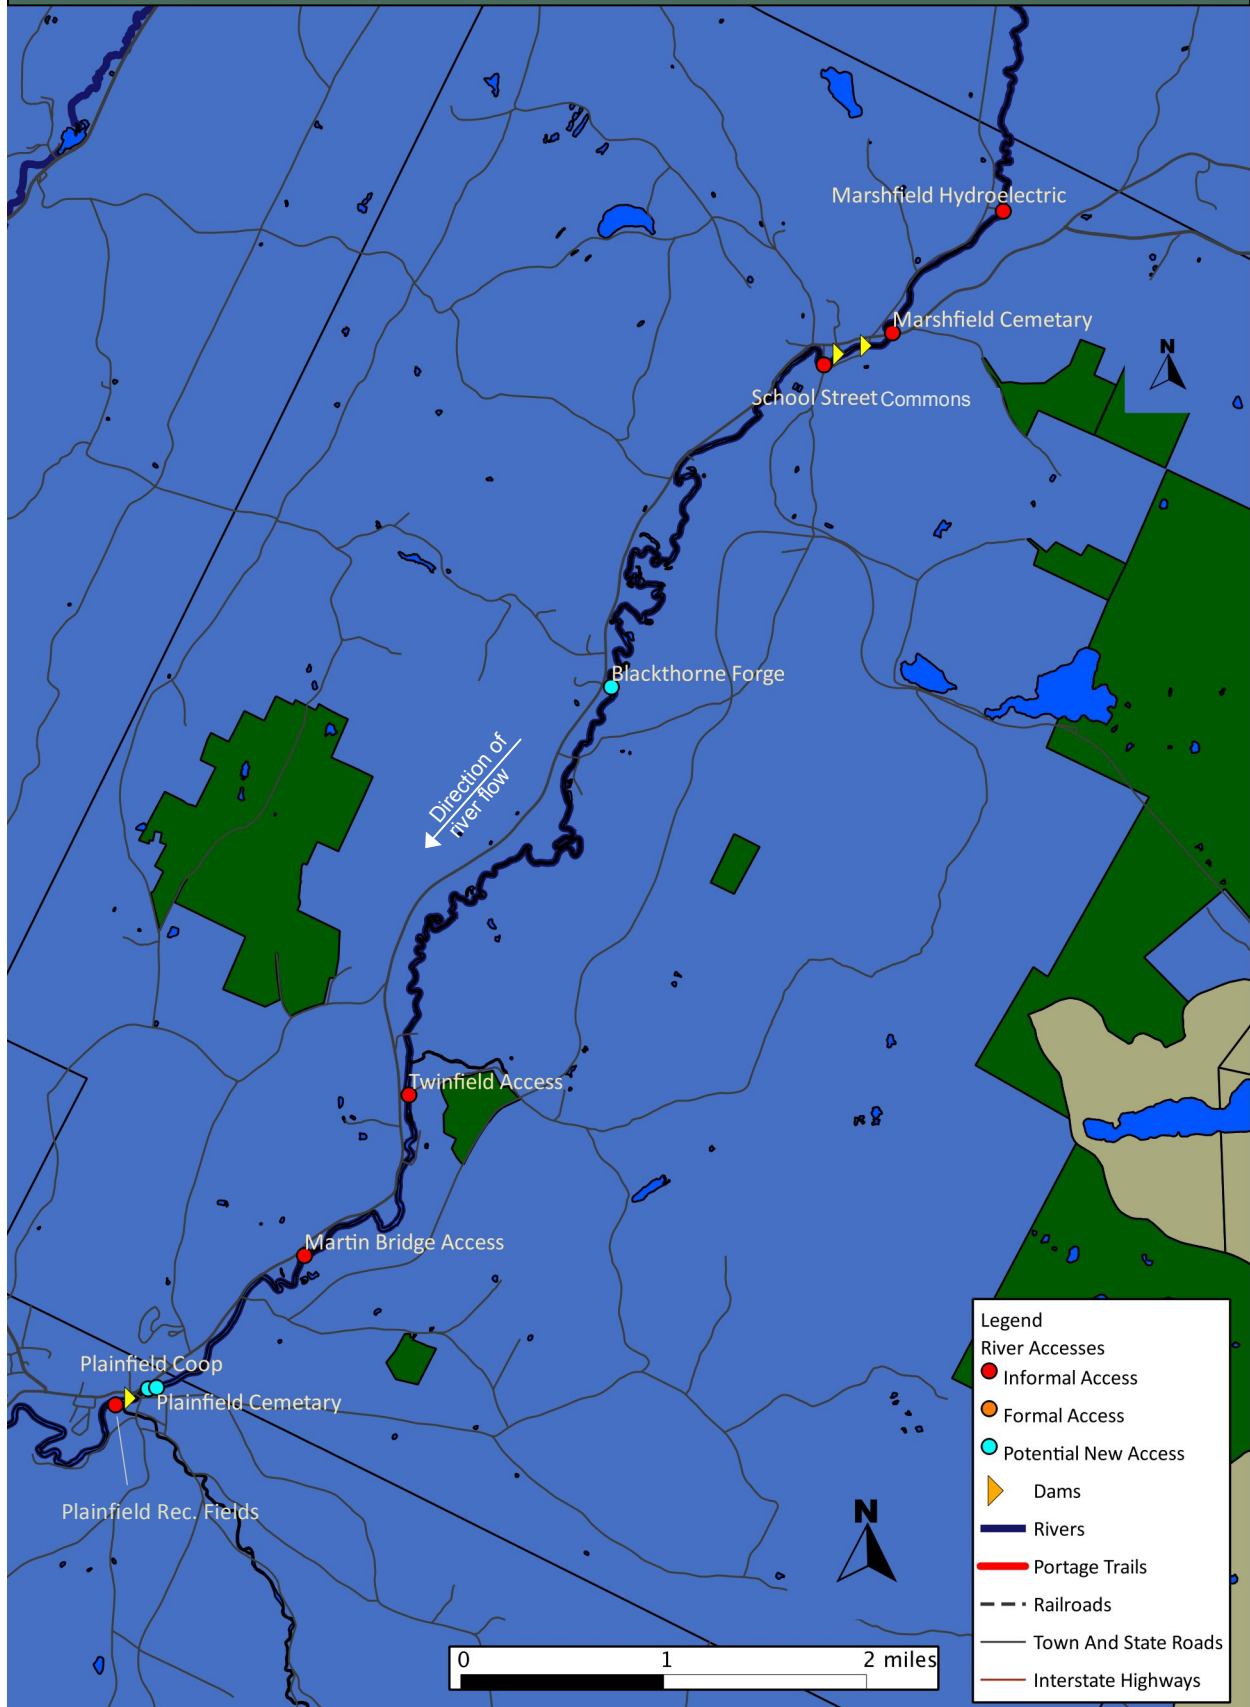 Marshfield Hydroelectric
Marshfield Cemetary
N
School Street Commons
Blackthorne Forge
Direction of
river flow
Twinfield Access
Martin Bridge Access
Plainfield Coop
Plainfield Cemetary
Plainfield Rec. Fields
N
0 1 2 miles
Legend
River Accesses
Informal Access
Formal Access
Potential New Access
Dams
Rivers
Portage Trails
Railroads
Town And State Roads
Interstate Highways